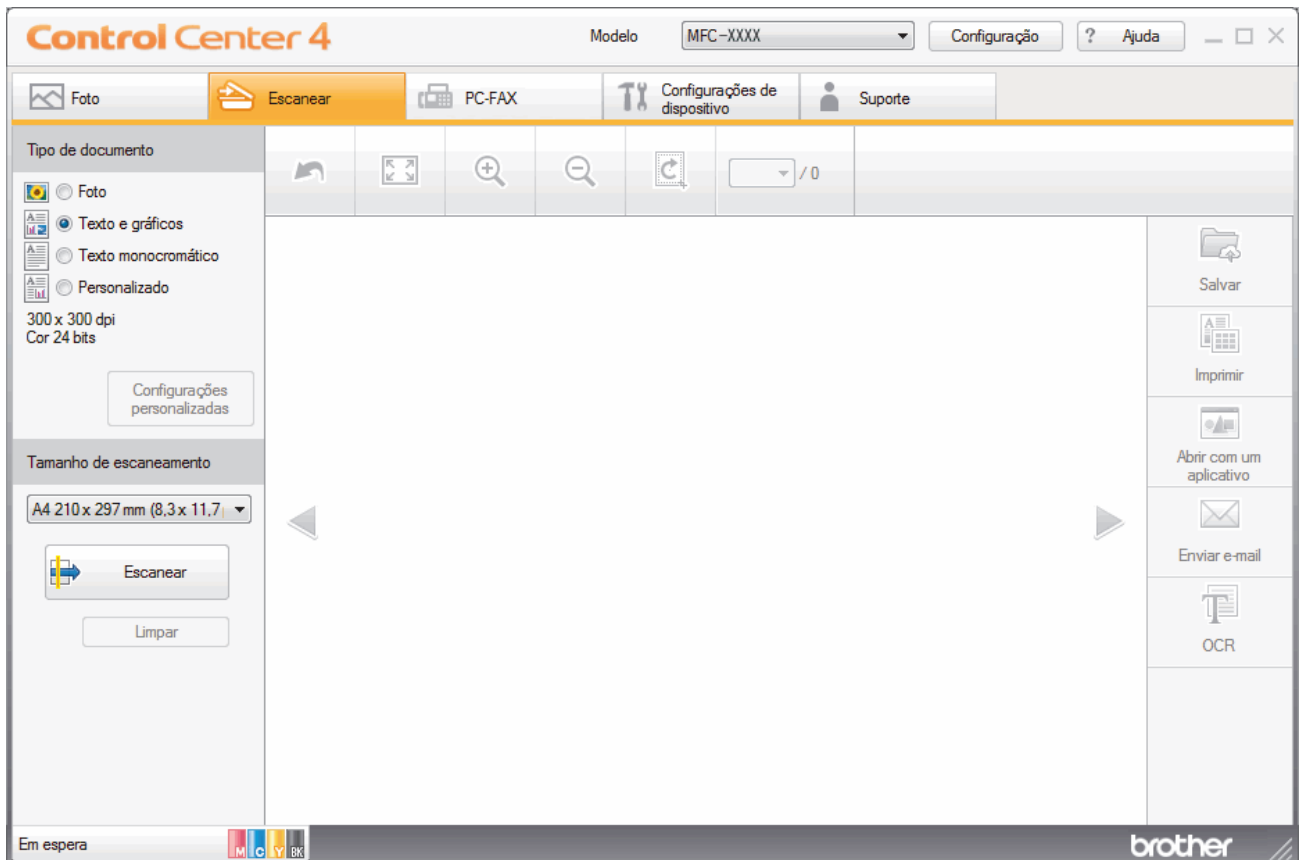 Control Center 4
Modelo
MFC-XXXX
Configuração
? Ajuda
Foto
Escanear
PC-FAX
Configurações de
dispositivo
Suporte
Tipo de documento
/ 0
Foto
Texto e gráficos
Texto monocromático
Personalizado
300 x 300 dpi
Cor 24 bits
Configurações
personalizadas
Tamanho de escaneamento
A4 210 x 297 mm (8,3 x 11,7
Escanear
Limpar
Salvar
Imprimir
Abrir com um
aplicativo
Enviar e-mail
OCR
Em espera
M C Y BK
brother